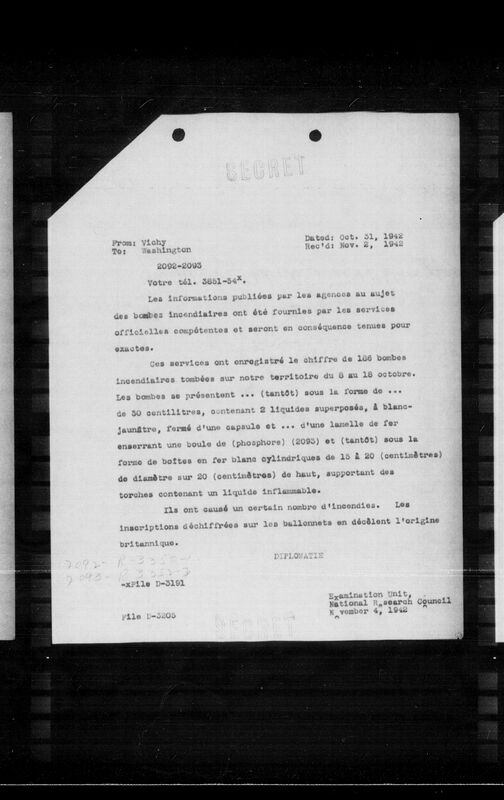 SECRET
From: Vichy
To: Washington
Dated: Oct. 31, 1942
Rec'd: Nov. 2, 1942
2092-2093
Votre tél. 3851-54x.
Les informations publiées par les agences au sujet
des bombes incendiaires ont été fournies par les services
officielles compétentes et seront en conséquence tenues pour
exactes.
Ces services ont enregistré le chiffre de 186 bombes
incendiaires tombées sur notre territoire du 8 au 18 octobre.
Les bombes se présentent ... (tantôt) sous la forme de ...
de 30 centilitres, contenant 2 liquides superposés, à blanc-
jaunâtre, fermé d'une capsule et ... d'une lamelle de fer
enserrant une boule de (phosphore) (2093) et (tantôt) sous la
forme de boîtes en fer blanc cylindriques de 15 à 20 (centimètres)
de diamètre sur 20 (centimètres) de haut, supportant des
torches contenant un liquide inflammable.
Ils ont causé un certain nombre d'incendies. Les
inscriptions déchiffrées sur les ballonnets en décèlent l'origine
britannique.
DIPLOMATIE
2092-
2093-
-xFile D-3191
File D-3205
Examination Unit,
National Research Council
November 4, 1942
SECRET